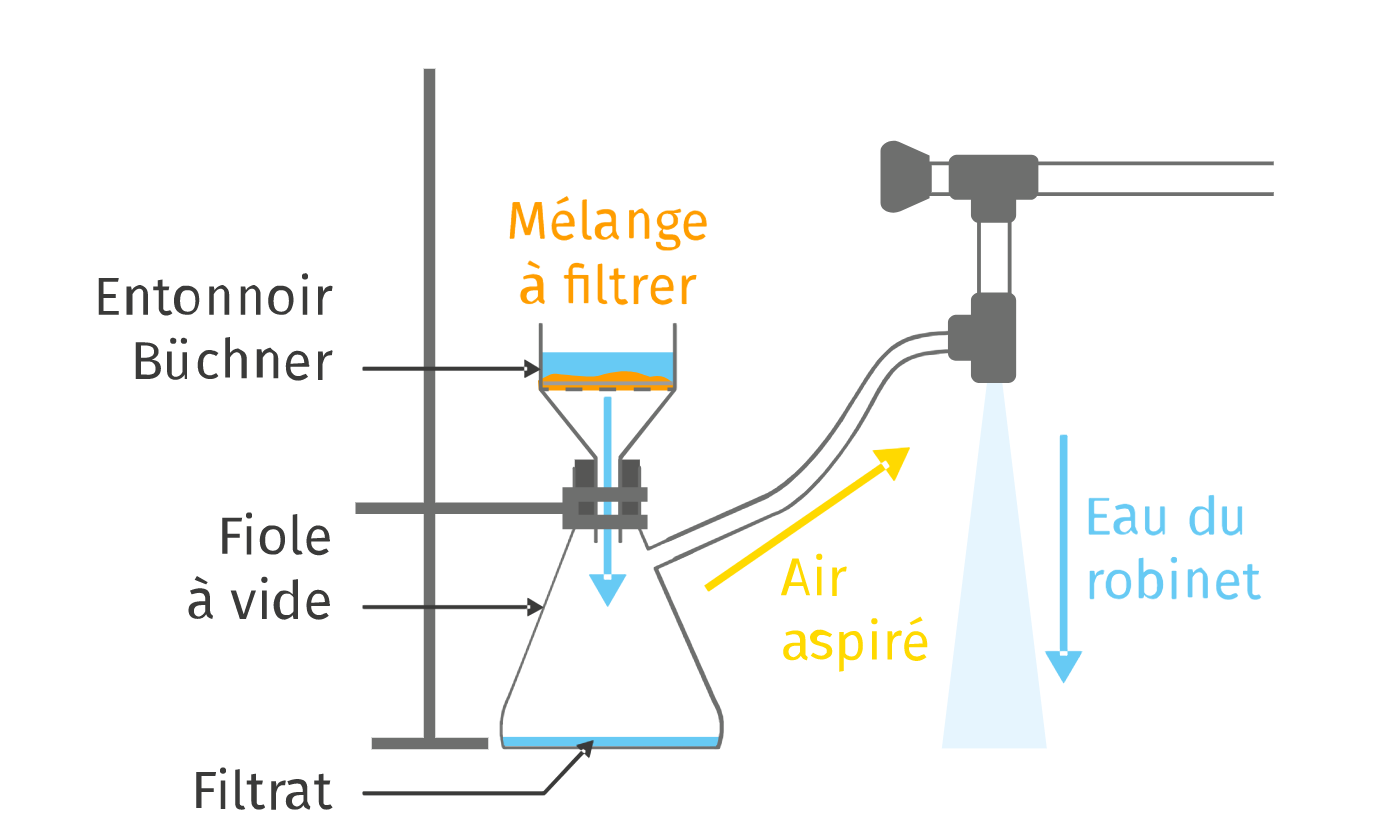 Mélange
à filtrer
Entonnoir
Büchner
Fiole
à vide
Air
aspiré
Eau du
robinet
Filtrat